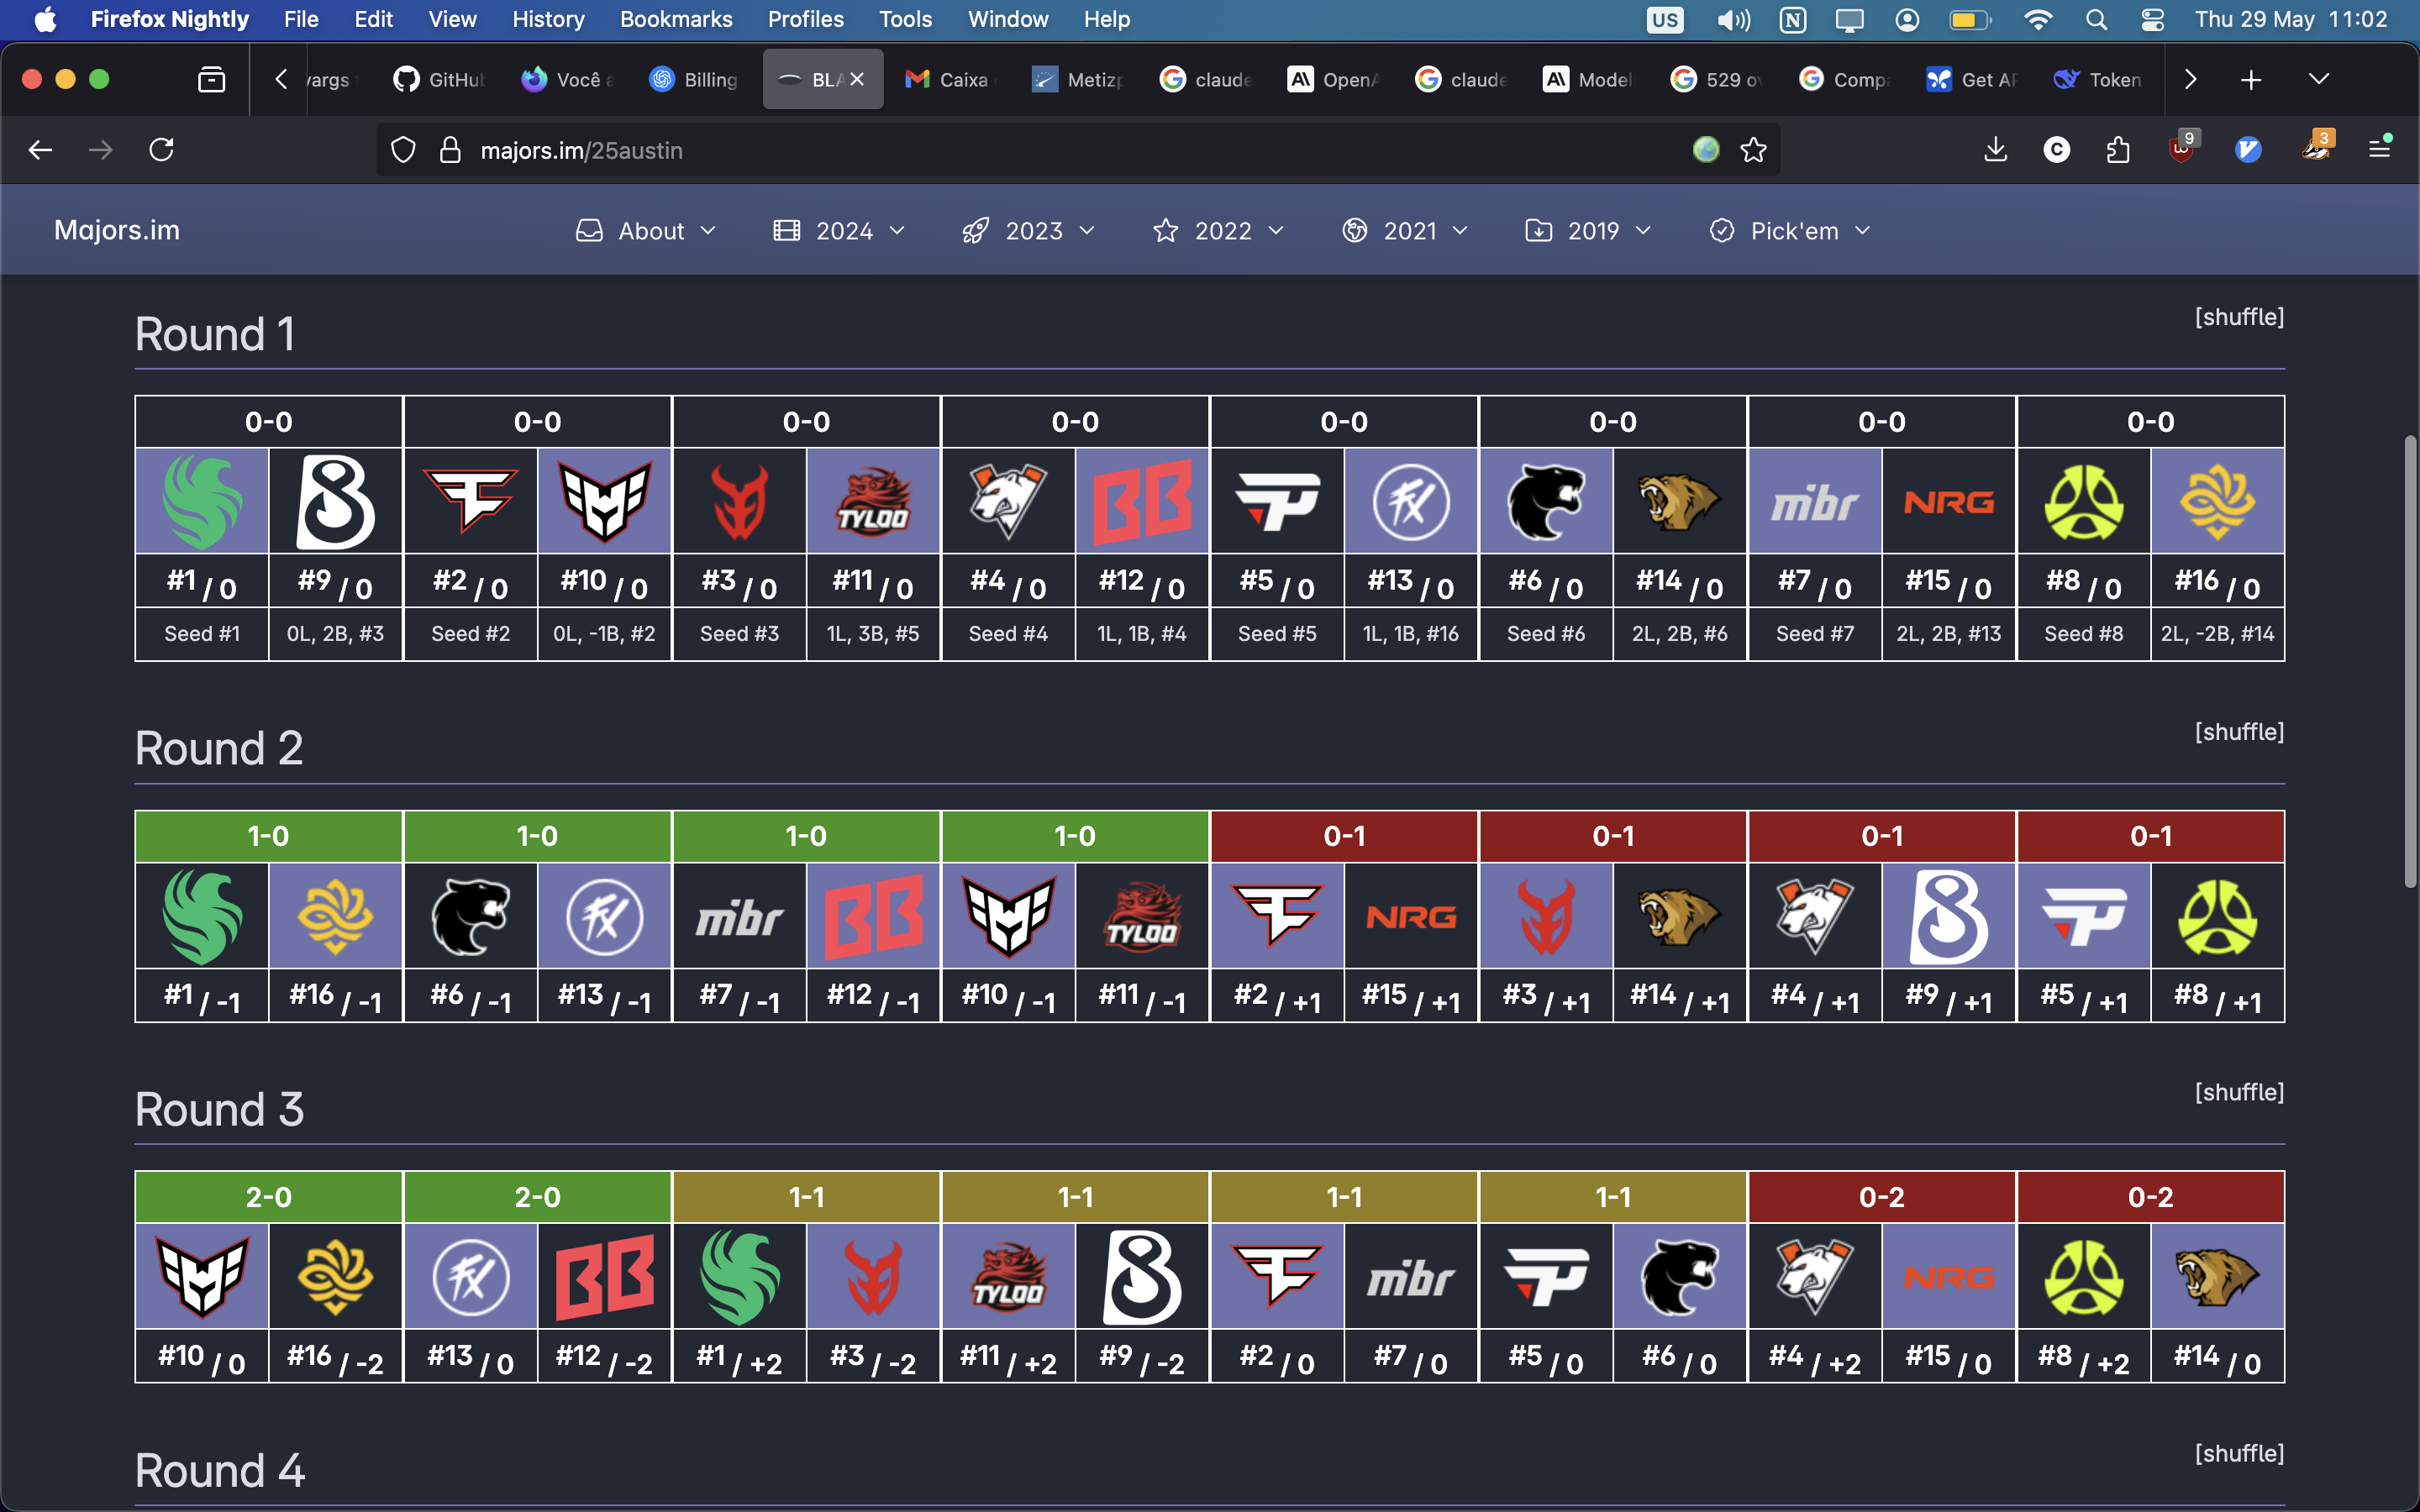 Firefox Nightly File Edit View History Bookmarks Profiles Tools Window Help US N Thu 29 May 11:02
vargs GitHub Você a Billing BLA Caixa Metizp claude OpenA claude Model 529 ov Compa Get AP Token
majors.im/25austin C 9 3
Majors.im About 2024 2023 2022 2021 2019 Pick'em
Round 1 [shuffle]
0-0 0-0 0-0 0-0 0-0 0-0 0-0 0-0
TYLOO BB FX mibr NRG
#1 / 0 #9 / 0 #2 / 0 #10 / 0 #3 / 0 #11 / 0 #4 / 0 #12 / 0 #5 / 0 #13 / 0 #6 / 0 #14 / 0 #7 / 0 #15 / 0 #8 / 0 #16 / 0
Seed #1 0L, 2B, #3 Seed #2 0L, -1B, #2 Seed #3 1L, 3B, #5 Seed #4 1L, 1B, #4 Seed #5 1L, 1B, #16 Seed #6 2L, 2B, #6 Seed #7 2L, 2B, #13 Seed #8 2L, -2B, #14
Round 2 [shuffle]
1-0 1-0 1-0 1-0 0-1 0-1 0-1 0-1
FX mibr BB TYLOO NRG
#1 / -1 #16 / -1 #6 / -1 #13 / -1 #7 / -1 #12 / -1 #10 / -1 #11 / -1 #2 / +1 #15 / +1 #3 / +1 #14 / +1 #4 / +1 #9 / +1 #5 / +1 #8 / +1
Round 3 [shuffle]
2-0 2-0 1-1 1-1 1-1 1-1 0-2 0-2
FX BB TYLOO mibr NRG
#10 / 0 #16 / -2 #13 / 0 #12 / -2 #1 / +2 #3 / -2 #11 / +2 #9 / -2 #2 / 0 #7 / 0 #5 / 0 #6 / 0 #4 / +2 #15 / 0 #8 / +2 #14 / 0
Round 4 [shuffle]